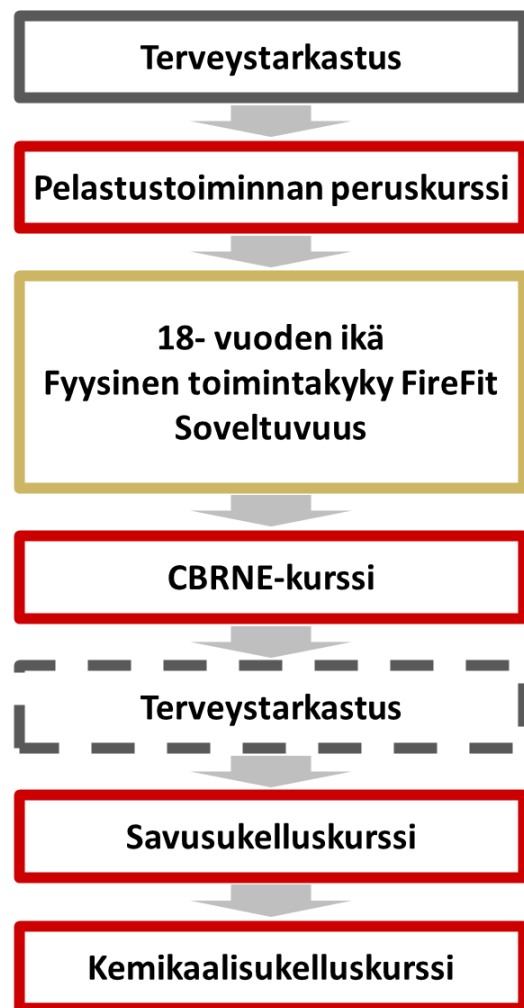 Terveystarkastus
Pelastustoiminnan peruskurssi
18- vuoden ikä
Fyysinen toimintakyky FireFit
Soveltuvuus
CBRNE-kurssi
Terveystarkastus
Savusukelluskurssi
Kemikaalisukelluskurssi